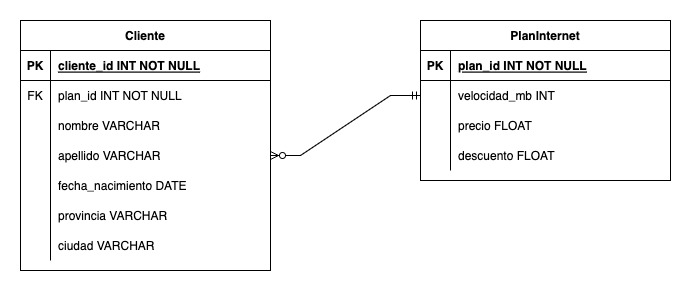 Cliente
PK cliente_id INT NOT NULL
FK plan_id INT NOT NULL
nombre VARCHAR
apellido VARCHAR
fecha_nacimiento DATE
provincia VARCHAR
ciudad VARCHAR
PlanInternet
PK plan_id INT NOT NULL
velocidad_mb INT
precio FLOAT
descuento FLOAT